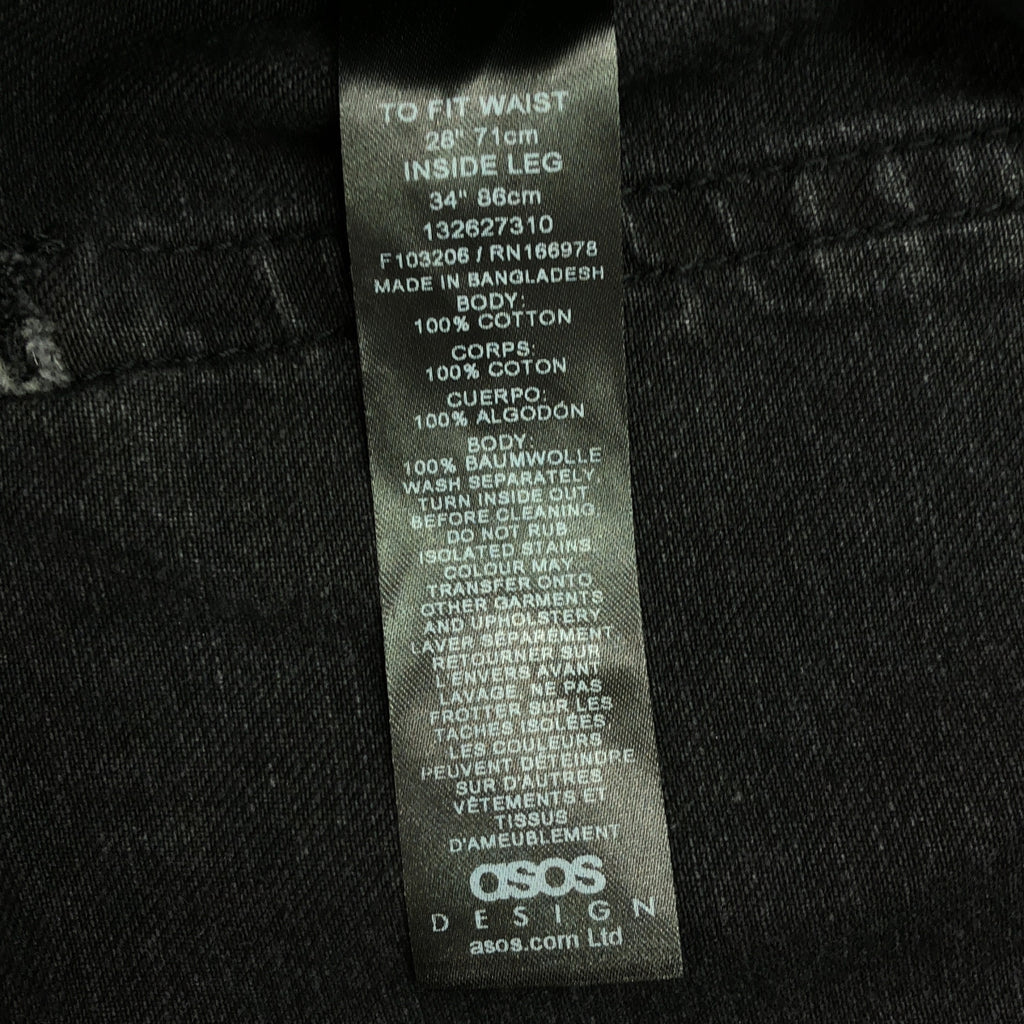 TO FIT WAIST
28" 71cm
INSIDE LEG
34" 86cm
132627310
F103206 / RN166978
MADE IN BANGLADESH
BODY:
100% COTTON
CORPS:
100% COTON
CUERPO:
100% ALGODÓN
BODY:
100% BAUMWOLLE
WASH SEPARATELY
TURN INSIDE OUT
BEFORE CLEANING
DO NOT RUB
ISOLATED STAINS
COLOUR MAY
TRANSFER ONTO
OTHER GARMENTS
AND UPHOLSTERY
LAVER SÉPARÉMENT
RETOURNER SUR
L'ENVERS AVANT
LAVAGE, NE PAS
FROTTER SUR LES
TACHES ISOLÉES
LES COULEURS
PEUVENT DÉTEINDRE
SUR D'AUTRES
VÊTEMENTS ET
TISSUS
D'AMEUBLEMENT
asos
DESIGN
asos.com Ltd